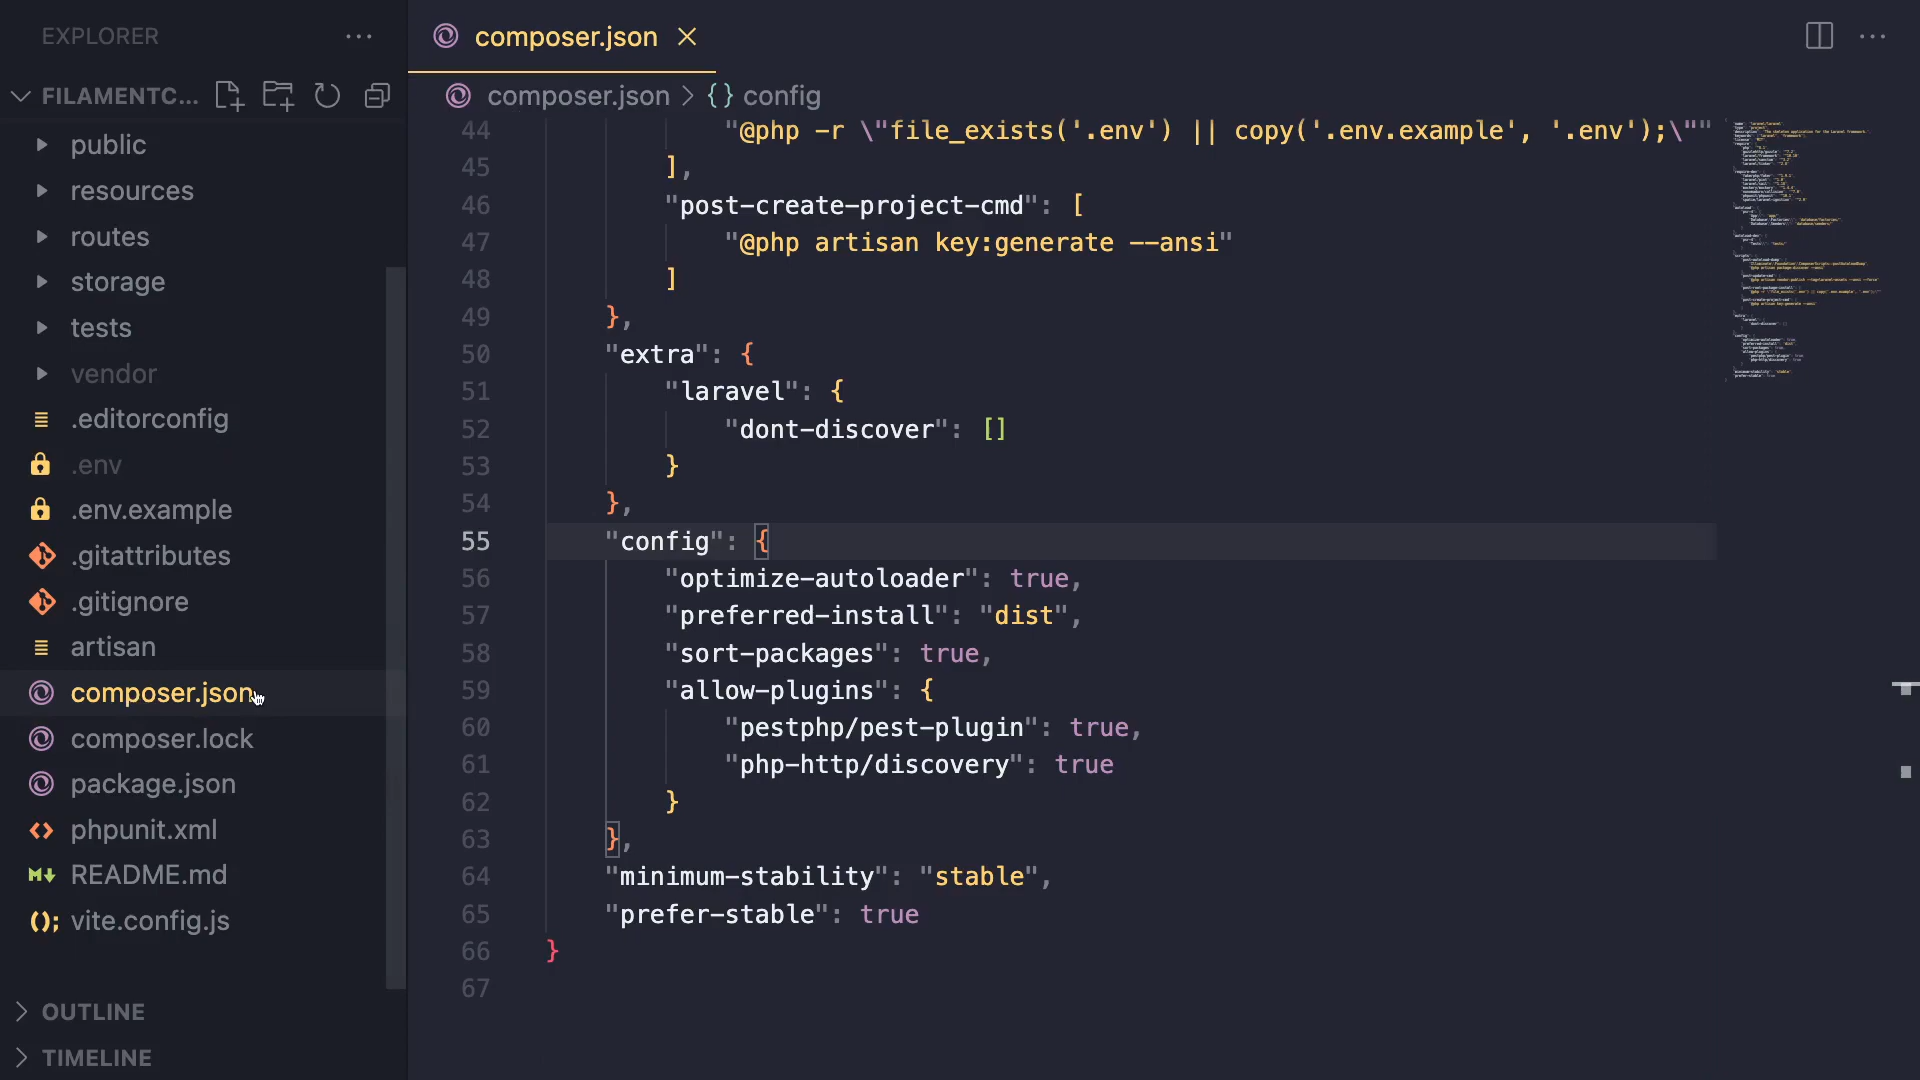 EXPLORER
FILAMENTC...
public
resources
routes
storage
tests
vendor
.editorconfig
.env
.env.example
.gitattributes
.gitignore
artisan
composer.json
composer.lock
package.json
phpunit.xml
README.md
vite.config.js
OUTLINE
TIMELINE
composer.json
composer.json > {} config
44 "@php -r \"file_exists('.env') || copy('.env.example', '.env');\""
45 ],
46 "post-create-project-cmd": [
47 "@php artisan key:generate --ansi"
48 ]
49 },
50 "extra": {
51 "laravel": {
52 "dont-discover": []
53 }
54 },
55 "config": {
56 "optimize-autoloader": true,
57 "preferred-install": "dist",
58 "sort-packages": true,
59 "allow-plugins": {
60 "pestphp/pest-plugin": true,
61 "php-http/discovery": true
62 }
63 },
64 "minimum-stability": "stable",
65 "prefer-stable": true
66 }
67